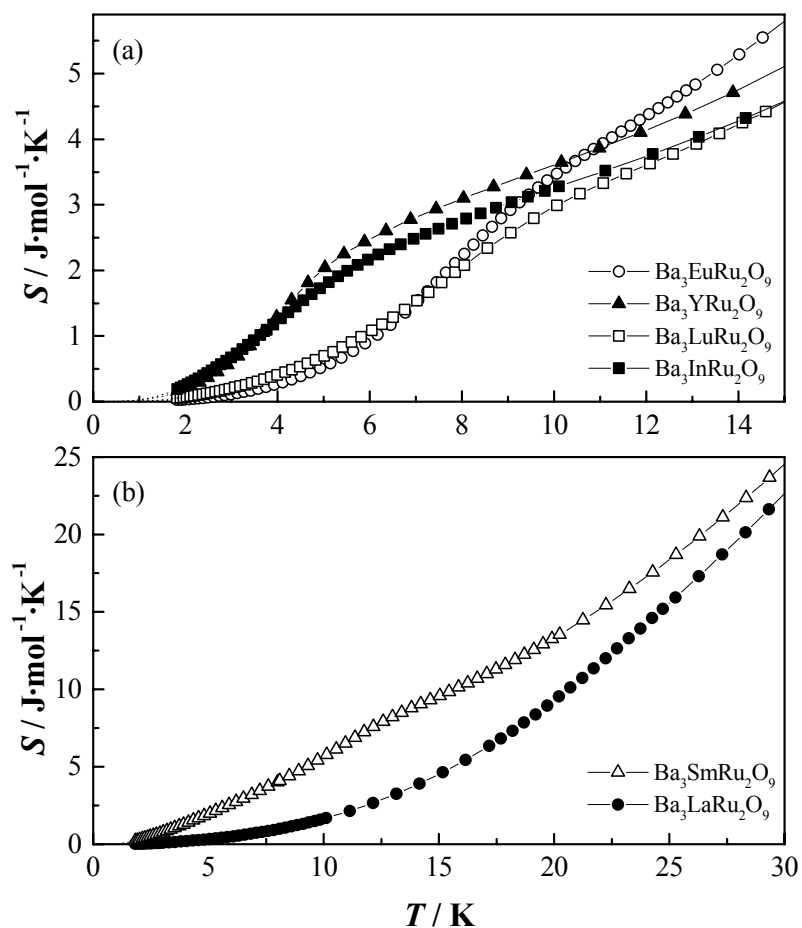 (a)
5
4
3
2
1
0
S / J·mol⁻¹·K⁻¹
Ba₃EuRu₂O₉
Ba₃YRu₂O₉
Ba₃LuRu₂O₉
Ba₃InRu₂O₉
0 2 4 6 8 10 12 14
(b)
25
20
15
10
5
0
S / J·mol⁻¹·K⁻¹
Ba₃SmRu₂O₉
Ba₃LaRu₂O₉
0 5 10 15 20 25 30
T / K